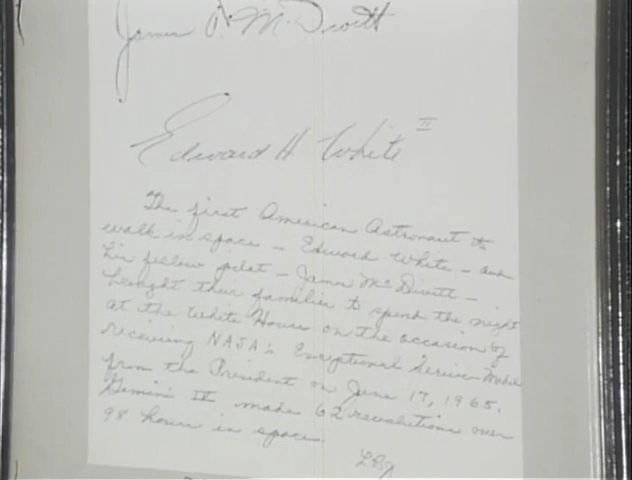 James A. McDivitt
Edward H White II
The first American Astronaut to
walk in space – Edward White – and
his fellow pilot – James McDivitt –
brought their families to spend the night
at the White House on the occasion of
receiving NASA's Exceptional Service Medal
from the President on June 17, 1965.
Gemini IV made 62 revolutions over
98 hours in space.
LBJ